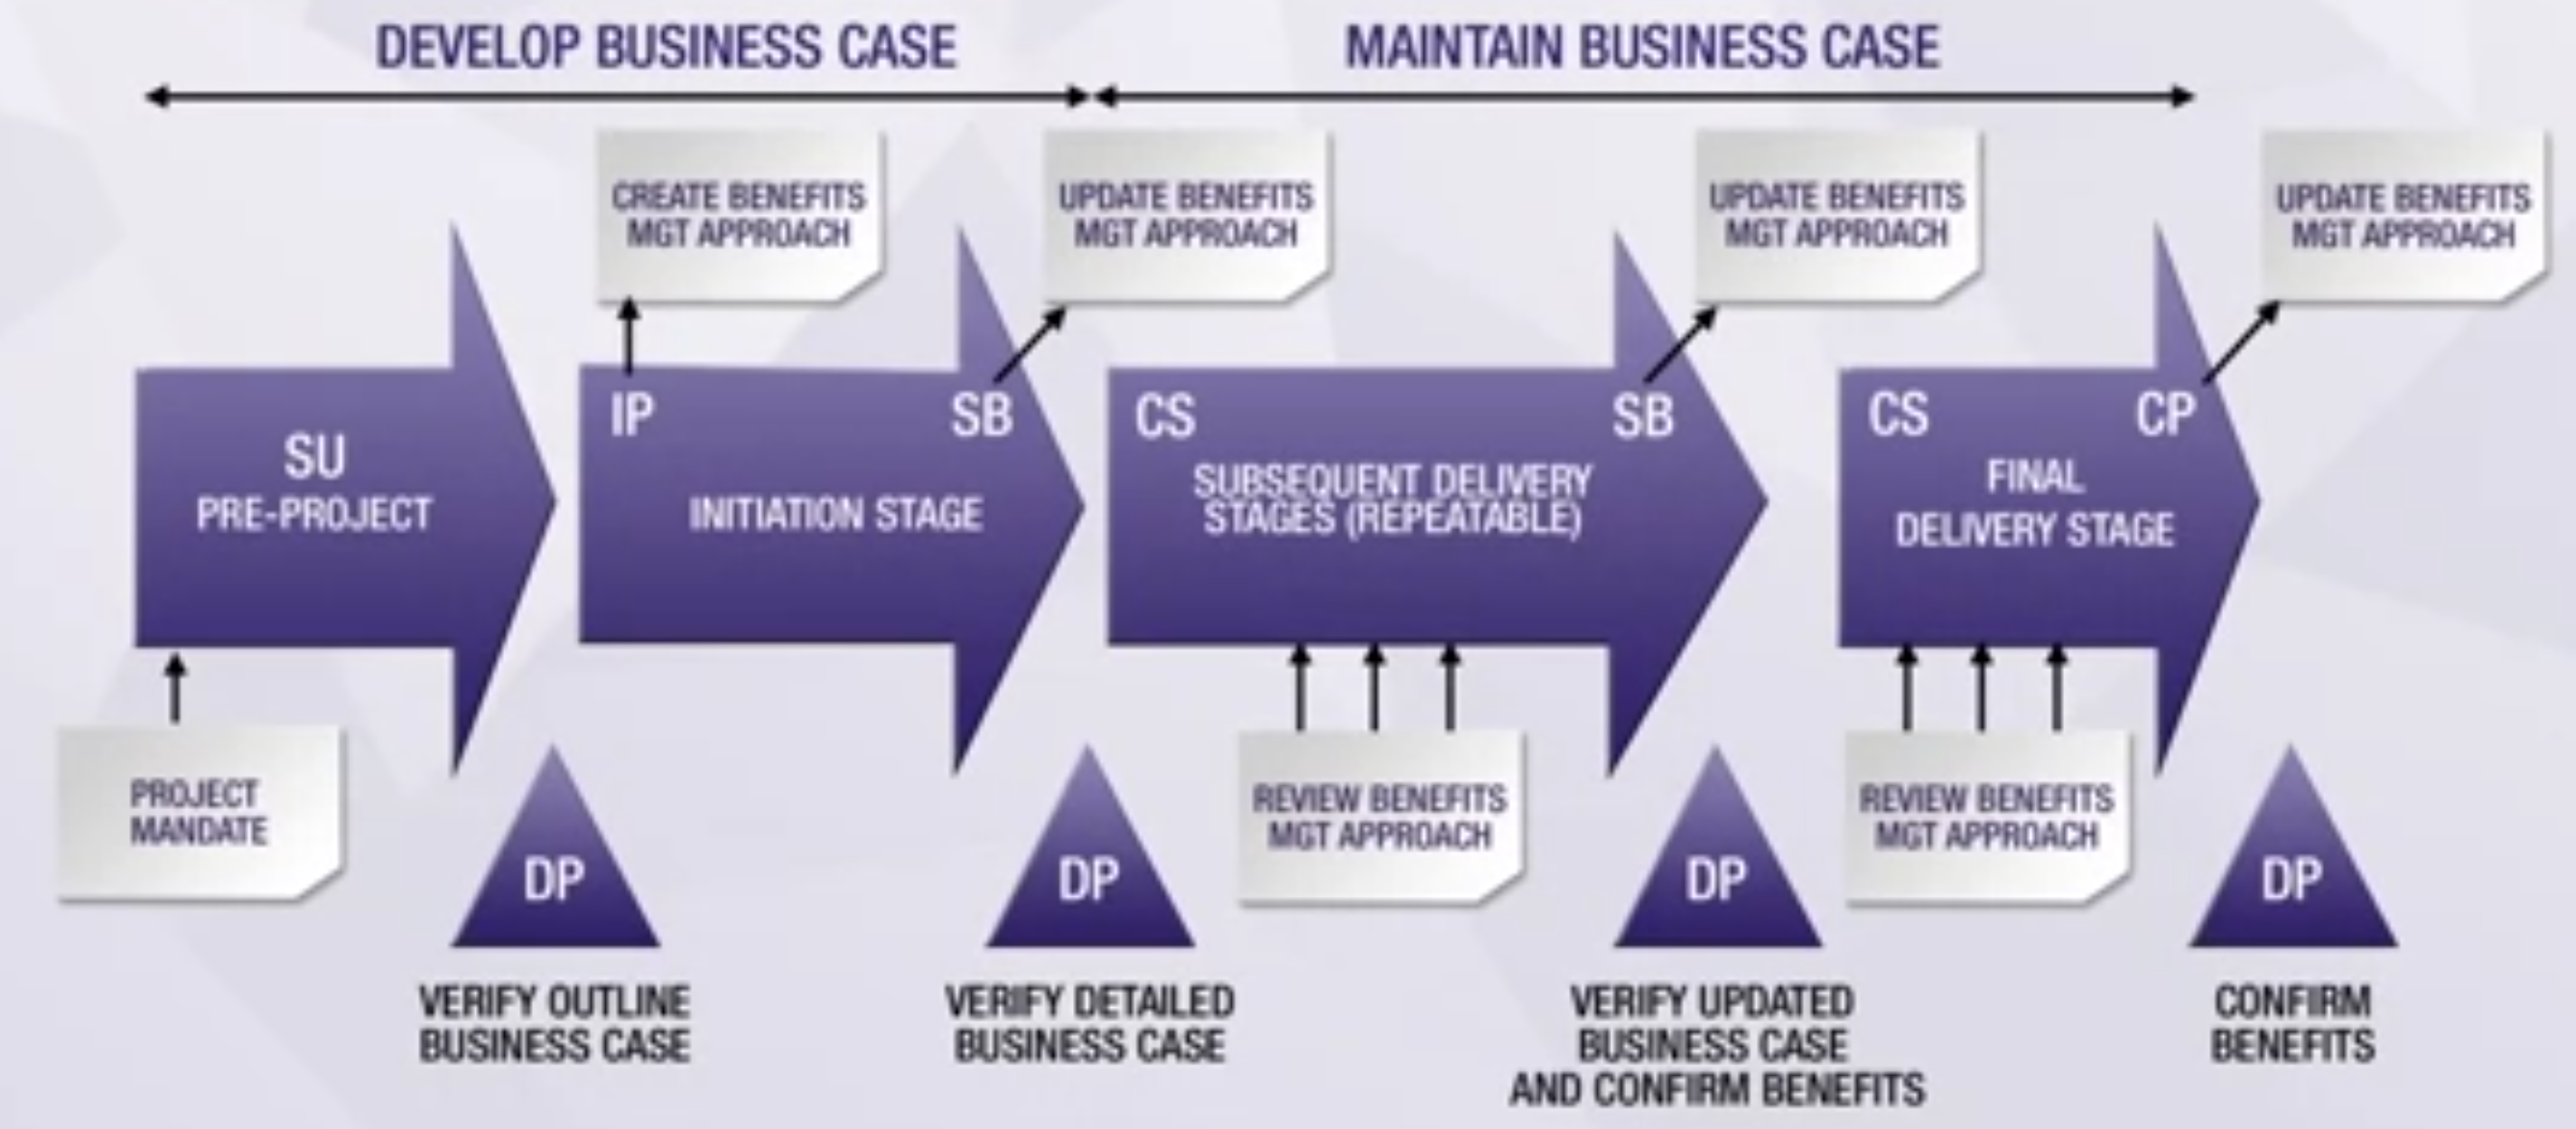 DEVELOP BUSINESS CASE
MAINTAIN BUSINESS CASE
CREATE BENEFITS
MGT APPROACH
UPDATE BENEFITS
MGT APPROACH
UPDATE BENEFITS
MGT APPROACH
UPDATE BENEFITS
MGT APPROACH
SU
PRE-PROJECT
IP
SB
INITIATION STAGE
CS
SB
SUBSEQUENT DELIVERY
STAGES (REPEATABLE)
CS
CP
FINAL
DELIVERY STAGE
PROJECT
MANDATE
DP
DP
REVIEW BENEFITS
MGT APPROACH
DP
REVIEW BENEFITS
MGT APPROACH
DP
VERIFY OUTLINE
BUSINESS CASE
VERIFY DETAILED
BUSINESS CASE
VERIFY UPDATED
BUSINESS CASE
AND CONFIRM BENEFITS
CONFIRM
BENEFITS